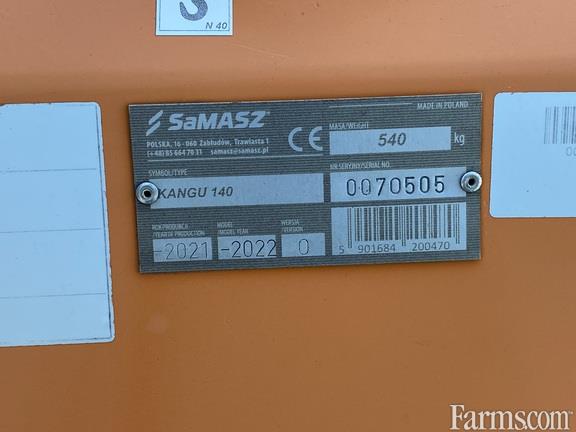 N 40
SaMASZ
MADE IN POLAND
POLSKA, 16 - 060 Zabłudów, Trawiasta 1
(+48) 85 664 70 31 samasz@samasz.pl
CE
MASA/WEIGHT
540 kg
SYMBOL/TYPE
KANGU 140
NR.SERYJNY/SERIAL NO.
0070505
ROK PRODUKCJI
/YEAR OF PRODUCTION
-2021
MODEL
/MODEL YEAR
-2022
WERSJA
/VERSION
0
5 901684 200470
Farms.com